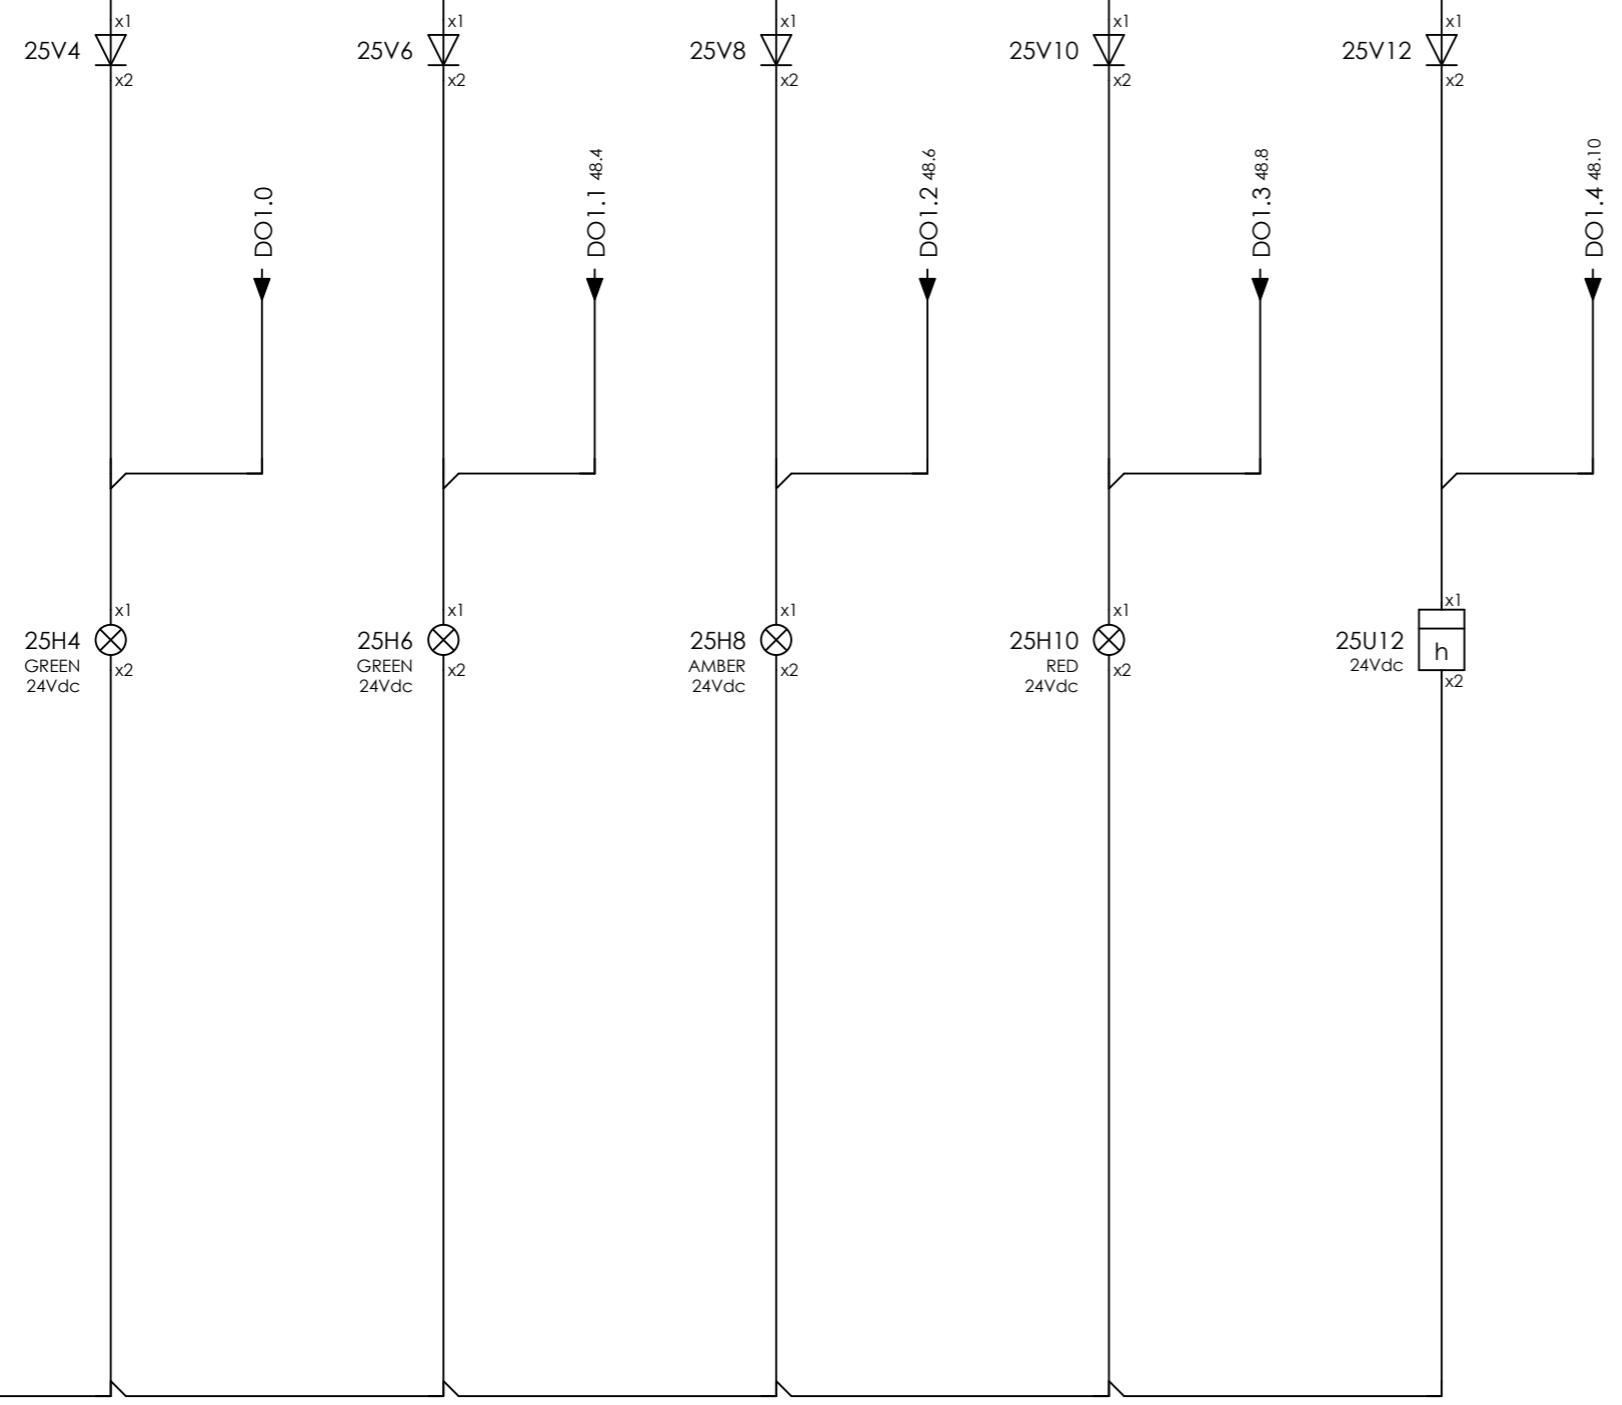 x1
25V4
x2
x1
25V6
x2
x1
25V8
x2
x1
25V10
x2
x1
25V12
x2
DO1.0
DO1.1 48.4
DO1.2 48.6
DO1.3 48.8
DO1.4 48.10
x1
25H4
GREEN
24Vdc
x2
x1
25H6
GREEN
24Vdc
x2
x1
25H8
AMBER
24Vdc
x2
x1
25H10
RED
24Vdc
x2
x1
25U12
24Vdc
h
x2